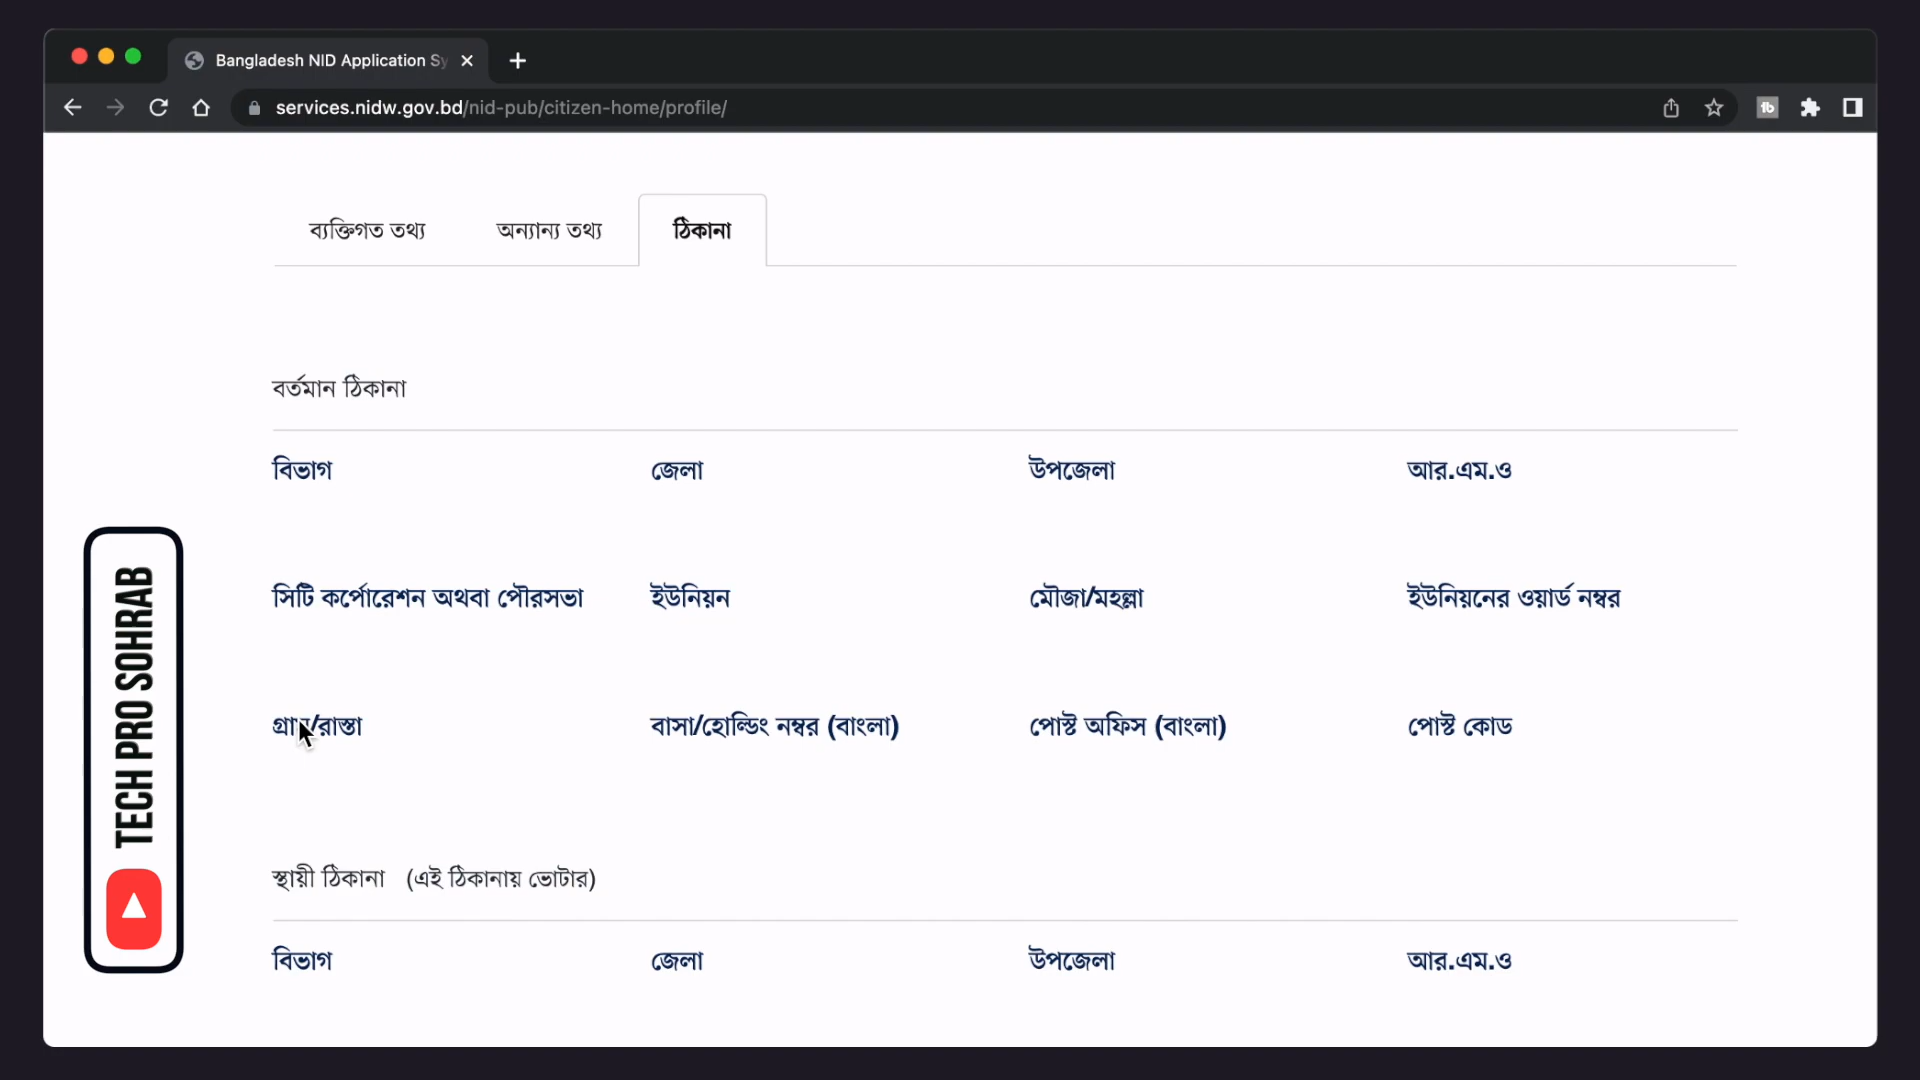 Bangladesh NID Application Sy
services.nidw.gov.bd/nid-pub/citizen-home/profile/
ব্যক্তিগত তথ্য অন্যান্য তথ্য ঠিকানা
বর্তমান ঠিকানা
বিভাগ জেলা উপজেলা আর.এম.ও
সিটি কর্পোরেশন অথবা পৌরসভা ইউনিয়ন মৌজা/মহল্লা ইউনিয়নের ওয়ার্ড নম্বর
গ্রাম/রাস্তা বাসা/হোল্ডিং নম্বর (বাংলা) পোস্ট অফিস (বাংলা) পোস্ট কোড
স্থায়ী ঠিকানা (এই ঠিকানায় ভোটার)
বিভাগ জেলা উপজেলা আর.এম.ও
TECH PRO SOHRAB